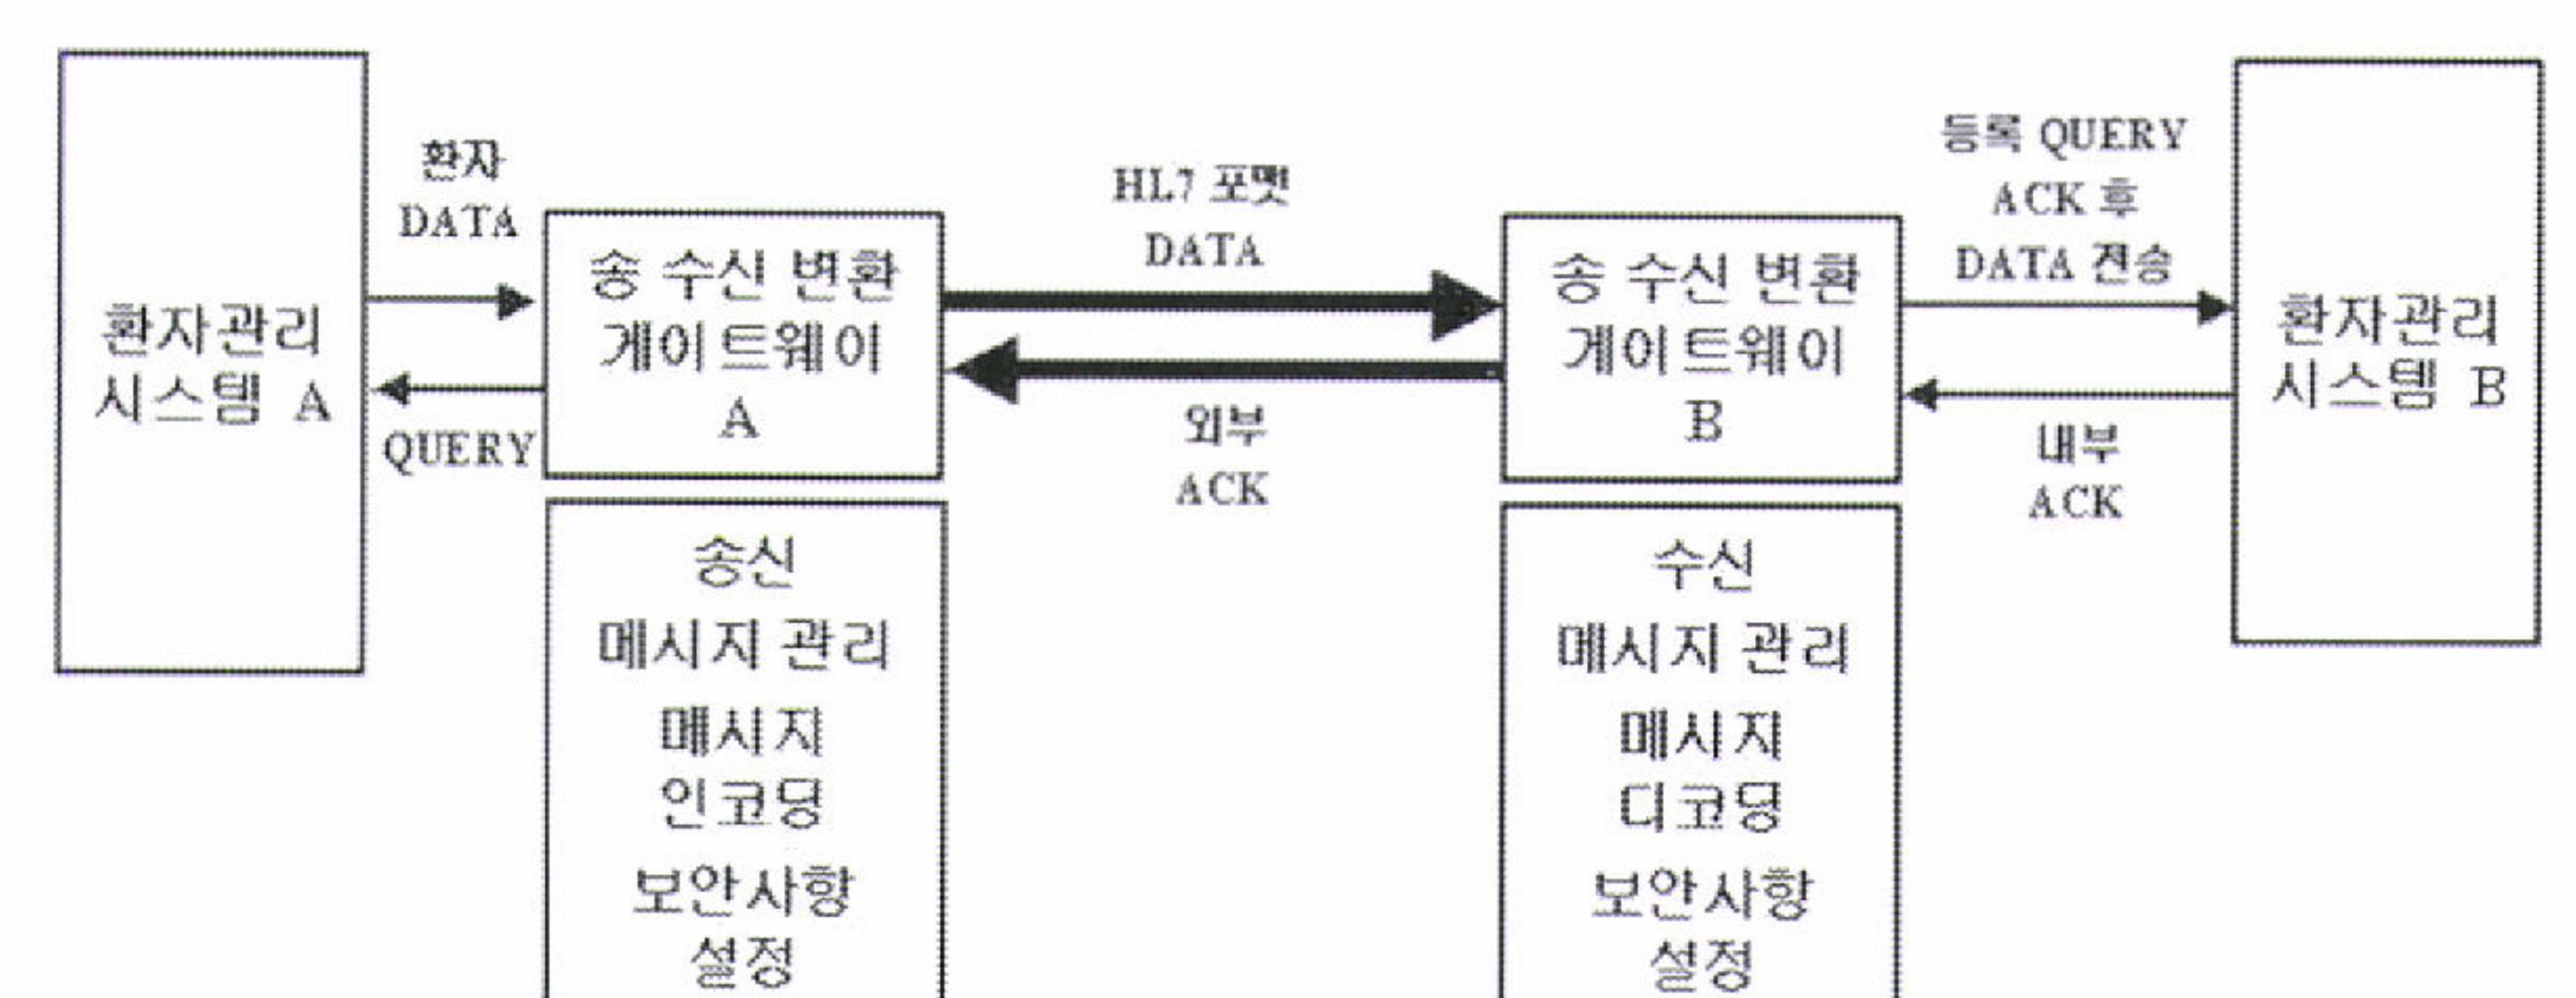 환자관리
시스템 A
환자
DATA
QUERY
송 수신 변환
게이트웨이
A
송신
메시지 관리
메시지
인코딩
보안사항
설정
HL7 포맷
DATA
외부
ACK
송 수신 변환
게이트웨이
B
수신
메시지 관리
메시지
디코딩
보안사항
설정
등록 QUERY
ACK 후
DATA 전송
내부
ACK
환자관리
시스템 B